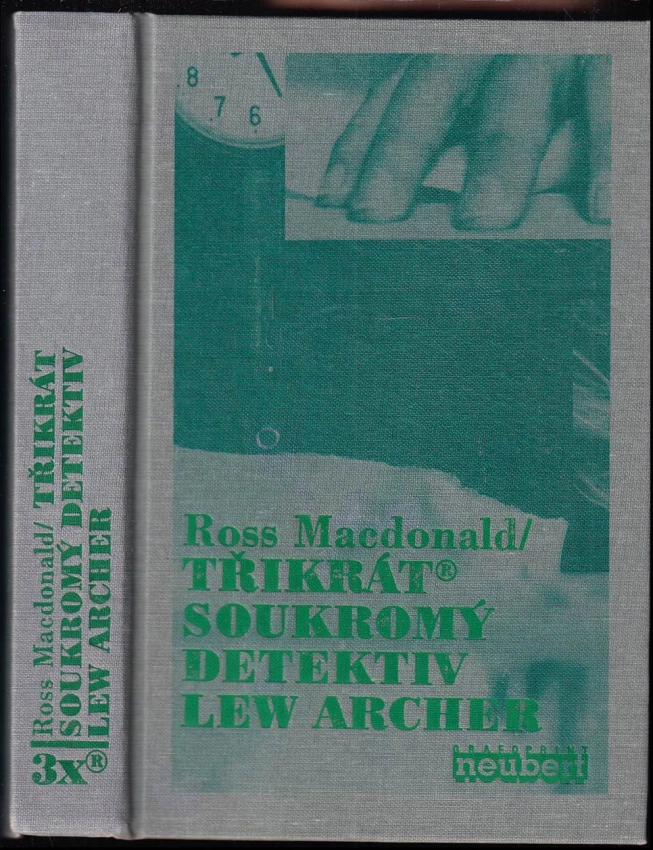 8
7
6
Ross Macdonald/
TŘIKRÁT®
SOUKROMÝ
DETEKTIV
LEW ARCHER
GRAFOPRINT
neubert
3x®
Ross Macdonald/ TŘIKRÁT
SOUKROMÝ DETEKTIV
LEW ARCHER